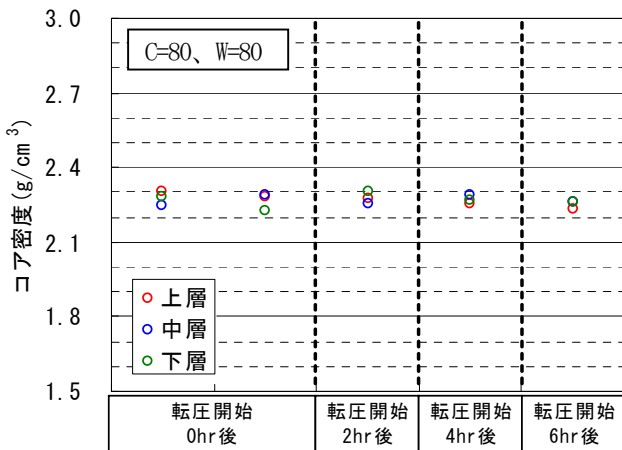 3.0
2.7
2.4
2.1
1.8
1.5
コア密度(g/cm³)
C=80、W=80
上層
中層
下層
転圧開始
0hr後
転圧開始
2hr後
転圧開始
4hr後
転圧開始
6hr後